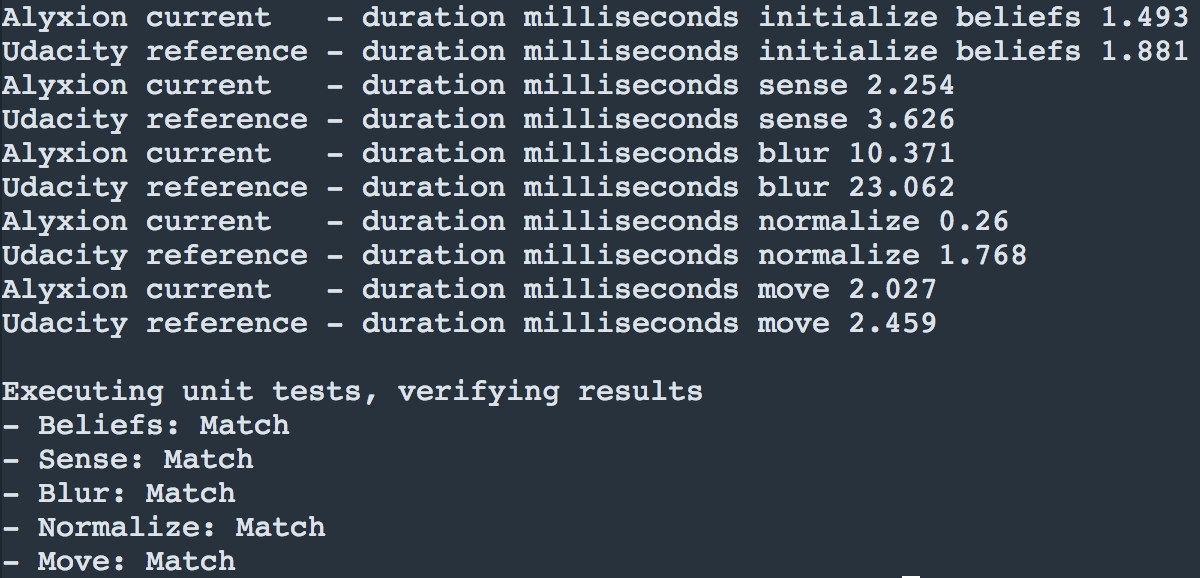 Alyxion current   - duration milliseconds initialize beliefs 1.493
Udacity reference - duration milliseconds initialize beliefs 1.881
Alyxion current   - duration milliseconds sense 2.254
Udacity reference - duration milliseconds sense 3.626
Alyxion current   - duration milliseconds blur 10.371
Udacity reference - duration milliseconds blur 23.062
Alyxion current   - duration milliseconds normalize 0.26
Udacity reference - duration milliseconds normalize 1.768
Alyxion current   - duration milliseconds move 2.027
Udacity reference - duration milliseconds move 2.459
Executing unit tests, verifying results
- Beliefs: Match
- Sense: Match
- Blur: Match
- Normalize: Match
- Move: Match